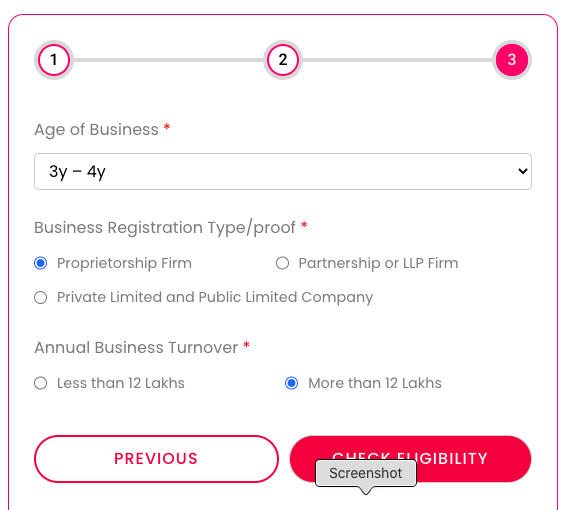 1 2 3
Age of Business *
3y – 4y
Business Registration Type/proof *
Proprietorship Firm Partnership or LLP Firm
Private Limited and Public Limited Company
Annual Business Turnover *
Less than 12 Lakhs More than 12 Lakhs
PREVIOUS CHECK ELIGIBILITY
Screenshot